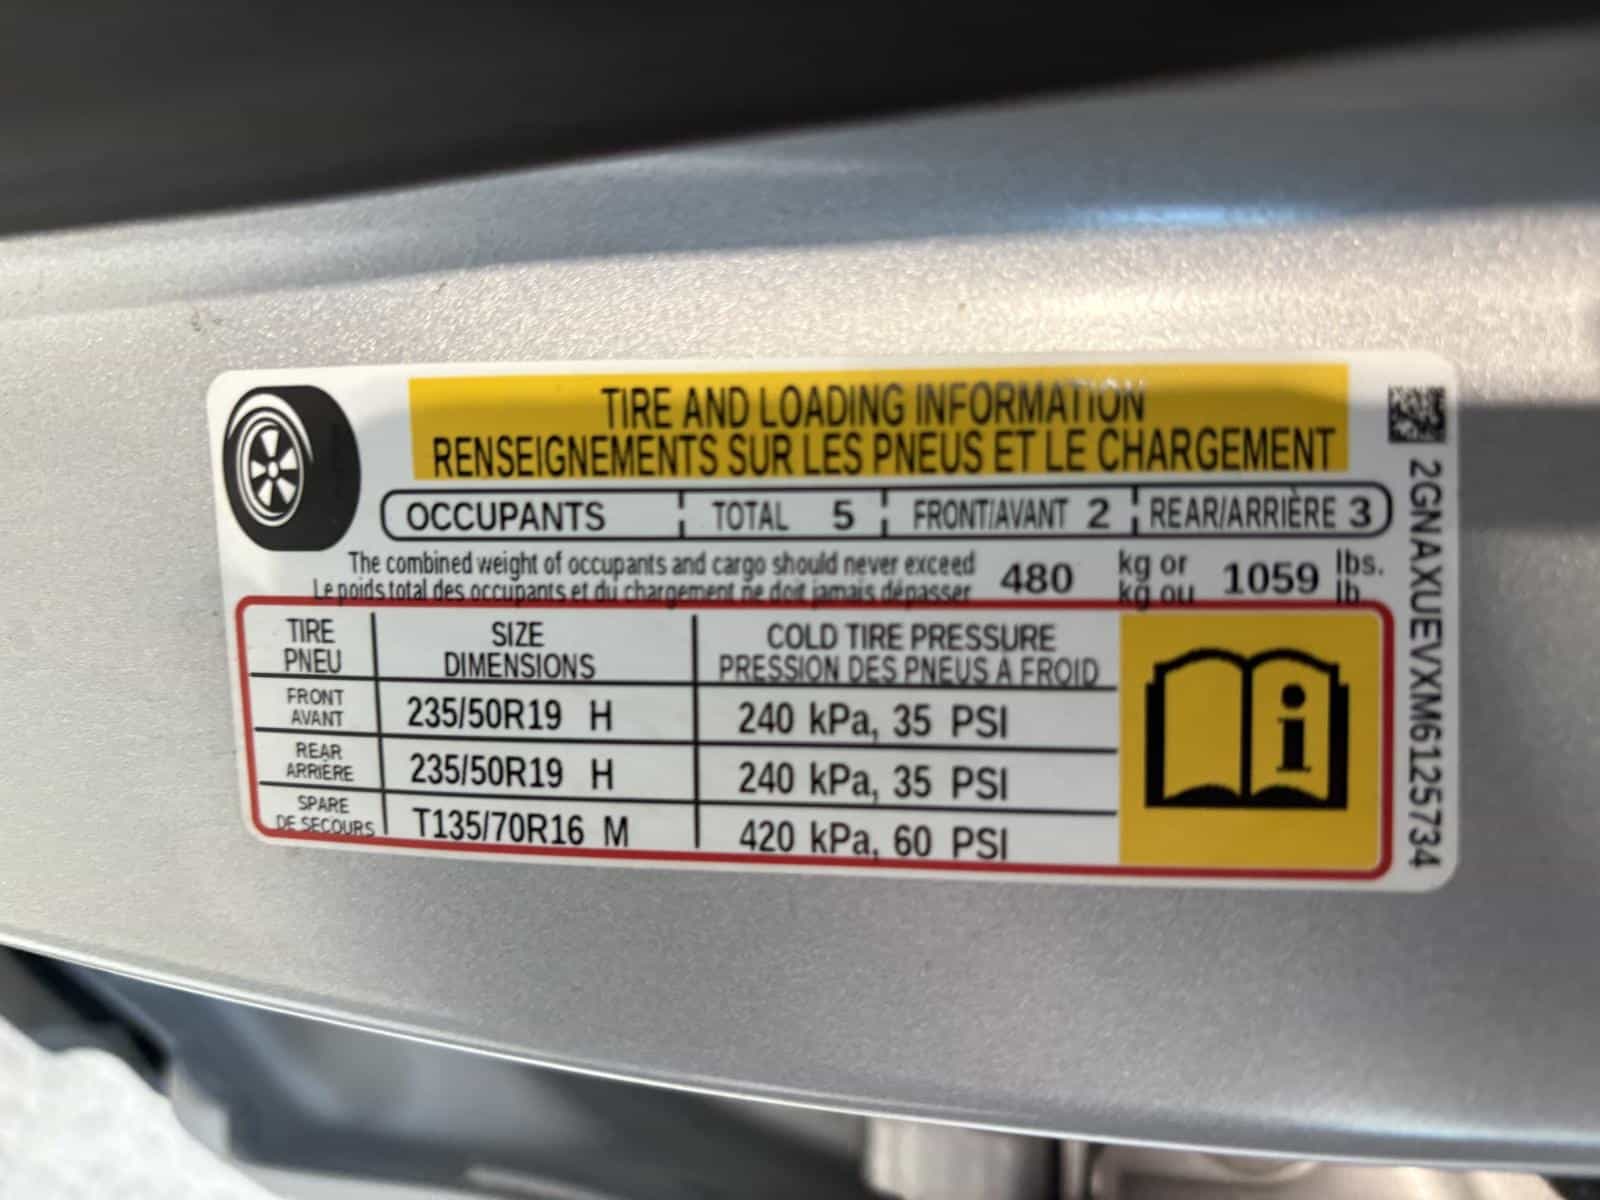 TIRE AND LOADING INFORMATION
RENSEIGNEMENTS SUR LES PNEUS ET LE CHARGEMENT
OCCUPANTS TOTAL 5 FRONT/AVANT 2 REAR/ARRIÈRE 3
The combined weight of occupants and cargo should never exceed 480 kg or 1059 lbs.
Le poids total des occupants et du chargement ne doit jamais dépasser kg ou lb
TIRE SIZE COLD TIRE PRESSURE
PNEU DIMENSIONS PRESSION DES PNEUS A FROID
FRONT
AVANT 235/50R19 H 240 kPa, 35 PSI
REAR
ARRIÈRE 235/50R19 H 240 kPa, 35 PSI
SPARE
DE SECOURS T135/70R16 M 420 kPa, 60 PSI
i
2GNAXUEVXM6125734